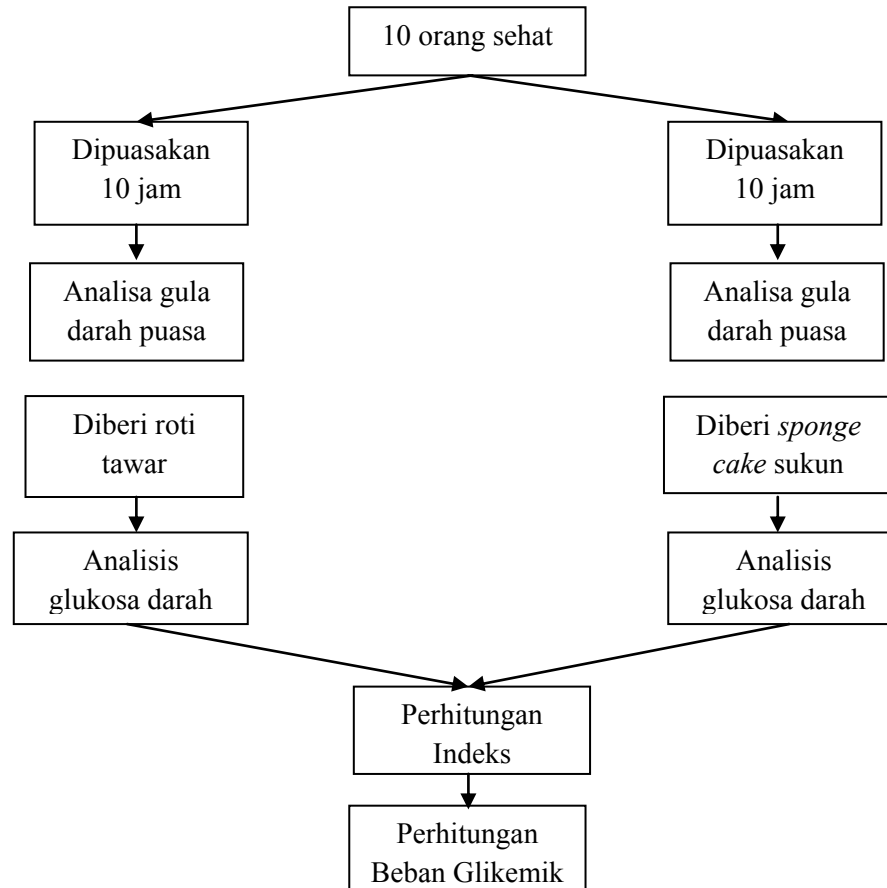 10 orang sehat
Dipuasakan
10 jam
Dipuasakan
10 jam
Analisa gula
darah puasa
Analisa gula
darah puasa
Diberi roti
tawar
Diberi sponge
cake sukun
Analisis
glukosa darah
Analisis
glukosa darah
Perhitungan
Indeks
Perhitungan
Beban Glikemik